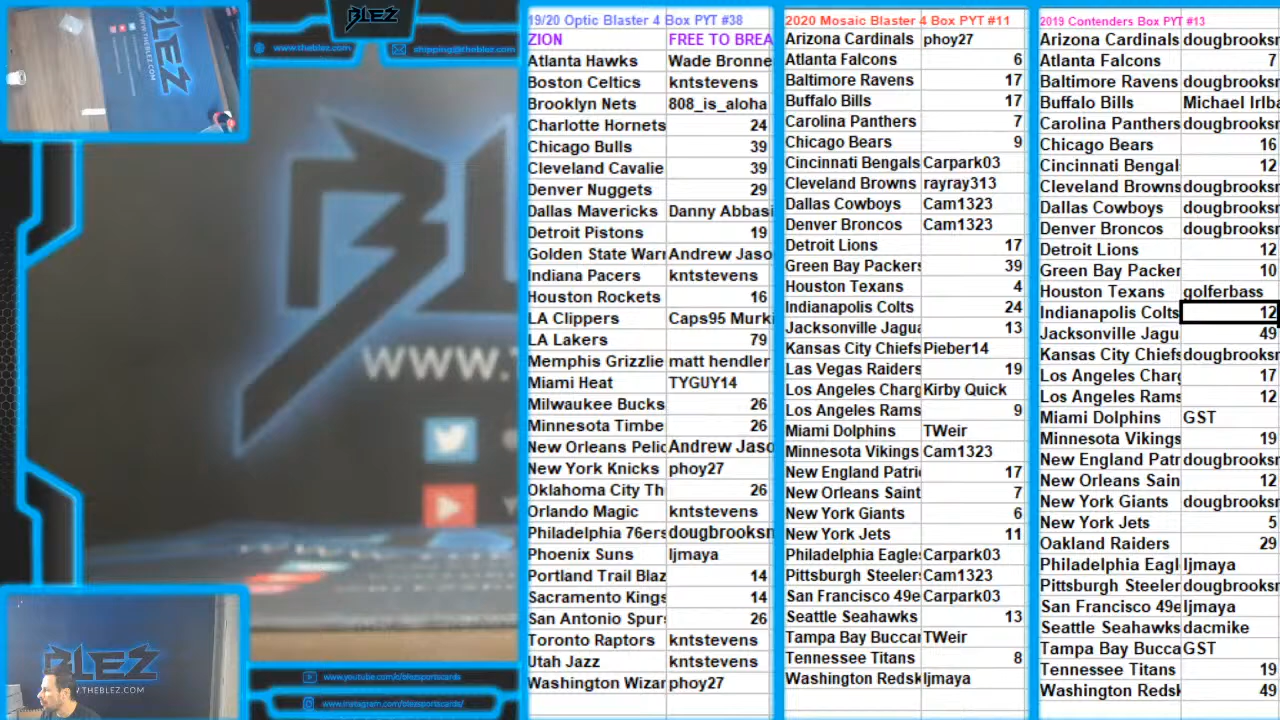 BLEZ
www.theblez.com
shipping@theblez.com
BLEZ
WWW.THEBLEZ.COM
WWW.T
BLEZ
WWW.THEBLEZ.COM
www.youtube.com/c/blezsportscards
www.instagram.com/blezsportscards/
19/20 Optic Blaster 4 Box PYT #38
ZION FREE TO BREA
Atlanta Hawks Wade Bronne
Boston Celtics kntstevens
Brooklyn Nets 808_is_aloha
Charlotte Hornets 24
Chicago Bulls 39
Cleveland Cavalie 39
Denver Nuggets 29
Dallas Mavericks Danny Abbasi
Detroit Pistons 19
Golden State Warr Andrew Jaso
Indiana Pacers kntstevens
Houston Rockets 16
LA Clippers Caps95 Murki
LA Lakers 79
Memphis Grizzlie matt hendler
Miami Heat TYGUY14
Milwaukee Bucks 26
Minnesota Timbe 26
New Orleans Pelic Andrew Jaso
New York Knicks phoy27
Oklahoma City Th 26
Orlando Magic kntstevens
Philadelphia 76ers dougbrooksn
Phoenix Suns ljmaya
Portland Trail Blaz 14
Sacramento Kings 14
San Antonio Spur 26
Toronto Raptors kntstevens
Utah Jazz kntstevens
Washington Wizar phoy27
2020 Mosaic Blaster 4 Box PYT #11
Arizona Cardinals phoy27
Atlanta Falcons 6
Baltimore Ravens 17
Buffalo Bills 17
Carolina Panthers 7
Chicago Bears 9
Cincinnati Bengals Carpark03
Cleveland Browns rayray313
Dallas Cowboys Cam1323
Denver Broncos Cam1323
Detroit Lions 17
Green Bay Packers 39
Houston Texans 4
Indianapolis Colts 24
Jacksonville Jagua 13
Kansas City Chiefs Pieber14
Las Vegas Raiders 19
Los Angeles Charg Kirby Quick
Los Angeles Rams 9
Miami Dolphins TWeir
Minnesota Vikings Cam1323
New England Patri 17
New Orleans Saint 7
New York Giants 6
New York Jets 11
Philadelphia Eagle Carpark03
Pittsburgh Steeler Cam1323
San Francisco 49e Carpark03
Seattle Seahawks 13
Tampa Bay Buccar TWeir
Tennessee Titans 8
Washington Redsk ljmaya
2019 Contenders Box PYT #13
Arizona Cardinals dougbrooksn
Atlanta Falcons 7
Baltimore Ravens dougbrooksn
Buffalo Bills Michael Irlba
Carolina Panthers dougbrooksn
Chicago Bears 16
Cincinnati Bengal 12
Cleveland Browns dougbrooksn
Dallas Cowboys dougbrooksn
Denver Broncos dougbrooksn
Detroit Lions 12
Green Bay Packer 10
Houston Texans golferbass
Indianapolis Colts 12
Jacksonville Jagu 49
Kansas City Chiefs dougbrooksn
Los Angeles Charg 17
Los Angeles Rams 12
Miami Dolphins GST
Minnesota Vikings 19
New England Patr dougbrooksn
New Orleans Sain 12
New York Giants dougbrooksn
New York Jets 5
Oakland Raiders 29
Philadelphia Eagl ljmaya
Pittsburgh Steeler dougbrooksn
San Francisco 49e ljmaya
Seattle Seahawks dacmike
Tampa Bay Bucca GST
Tennessee Titans 19
Washington Redsk 49